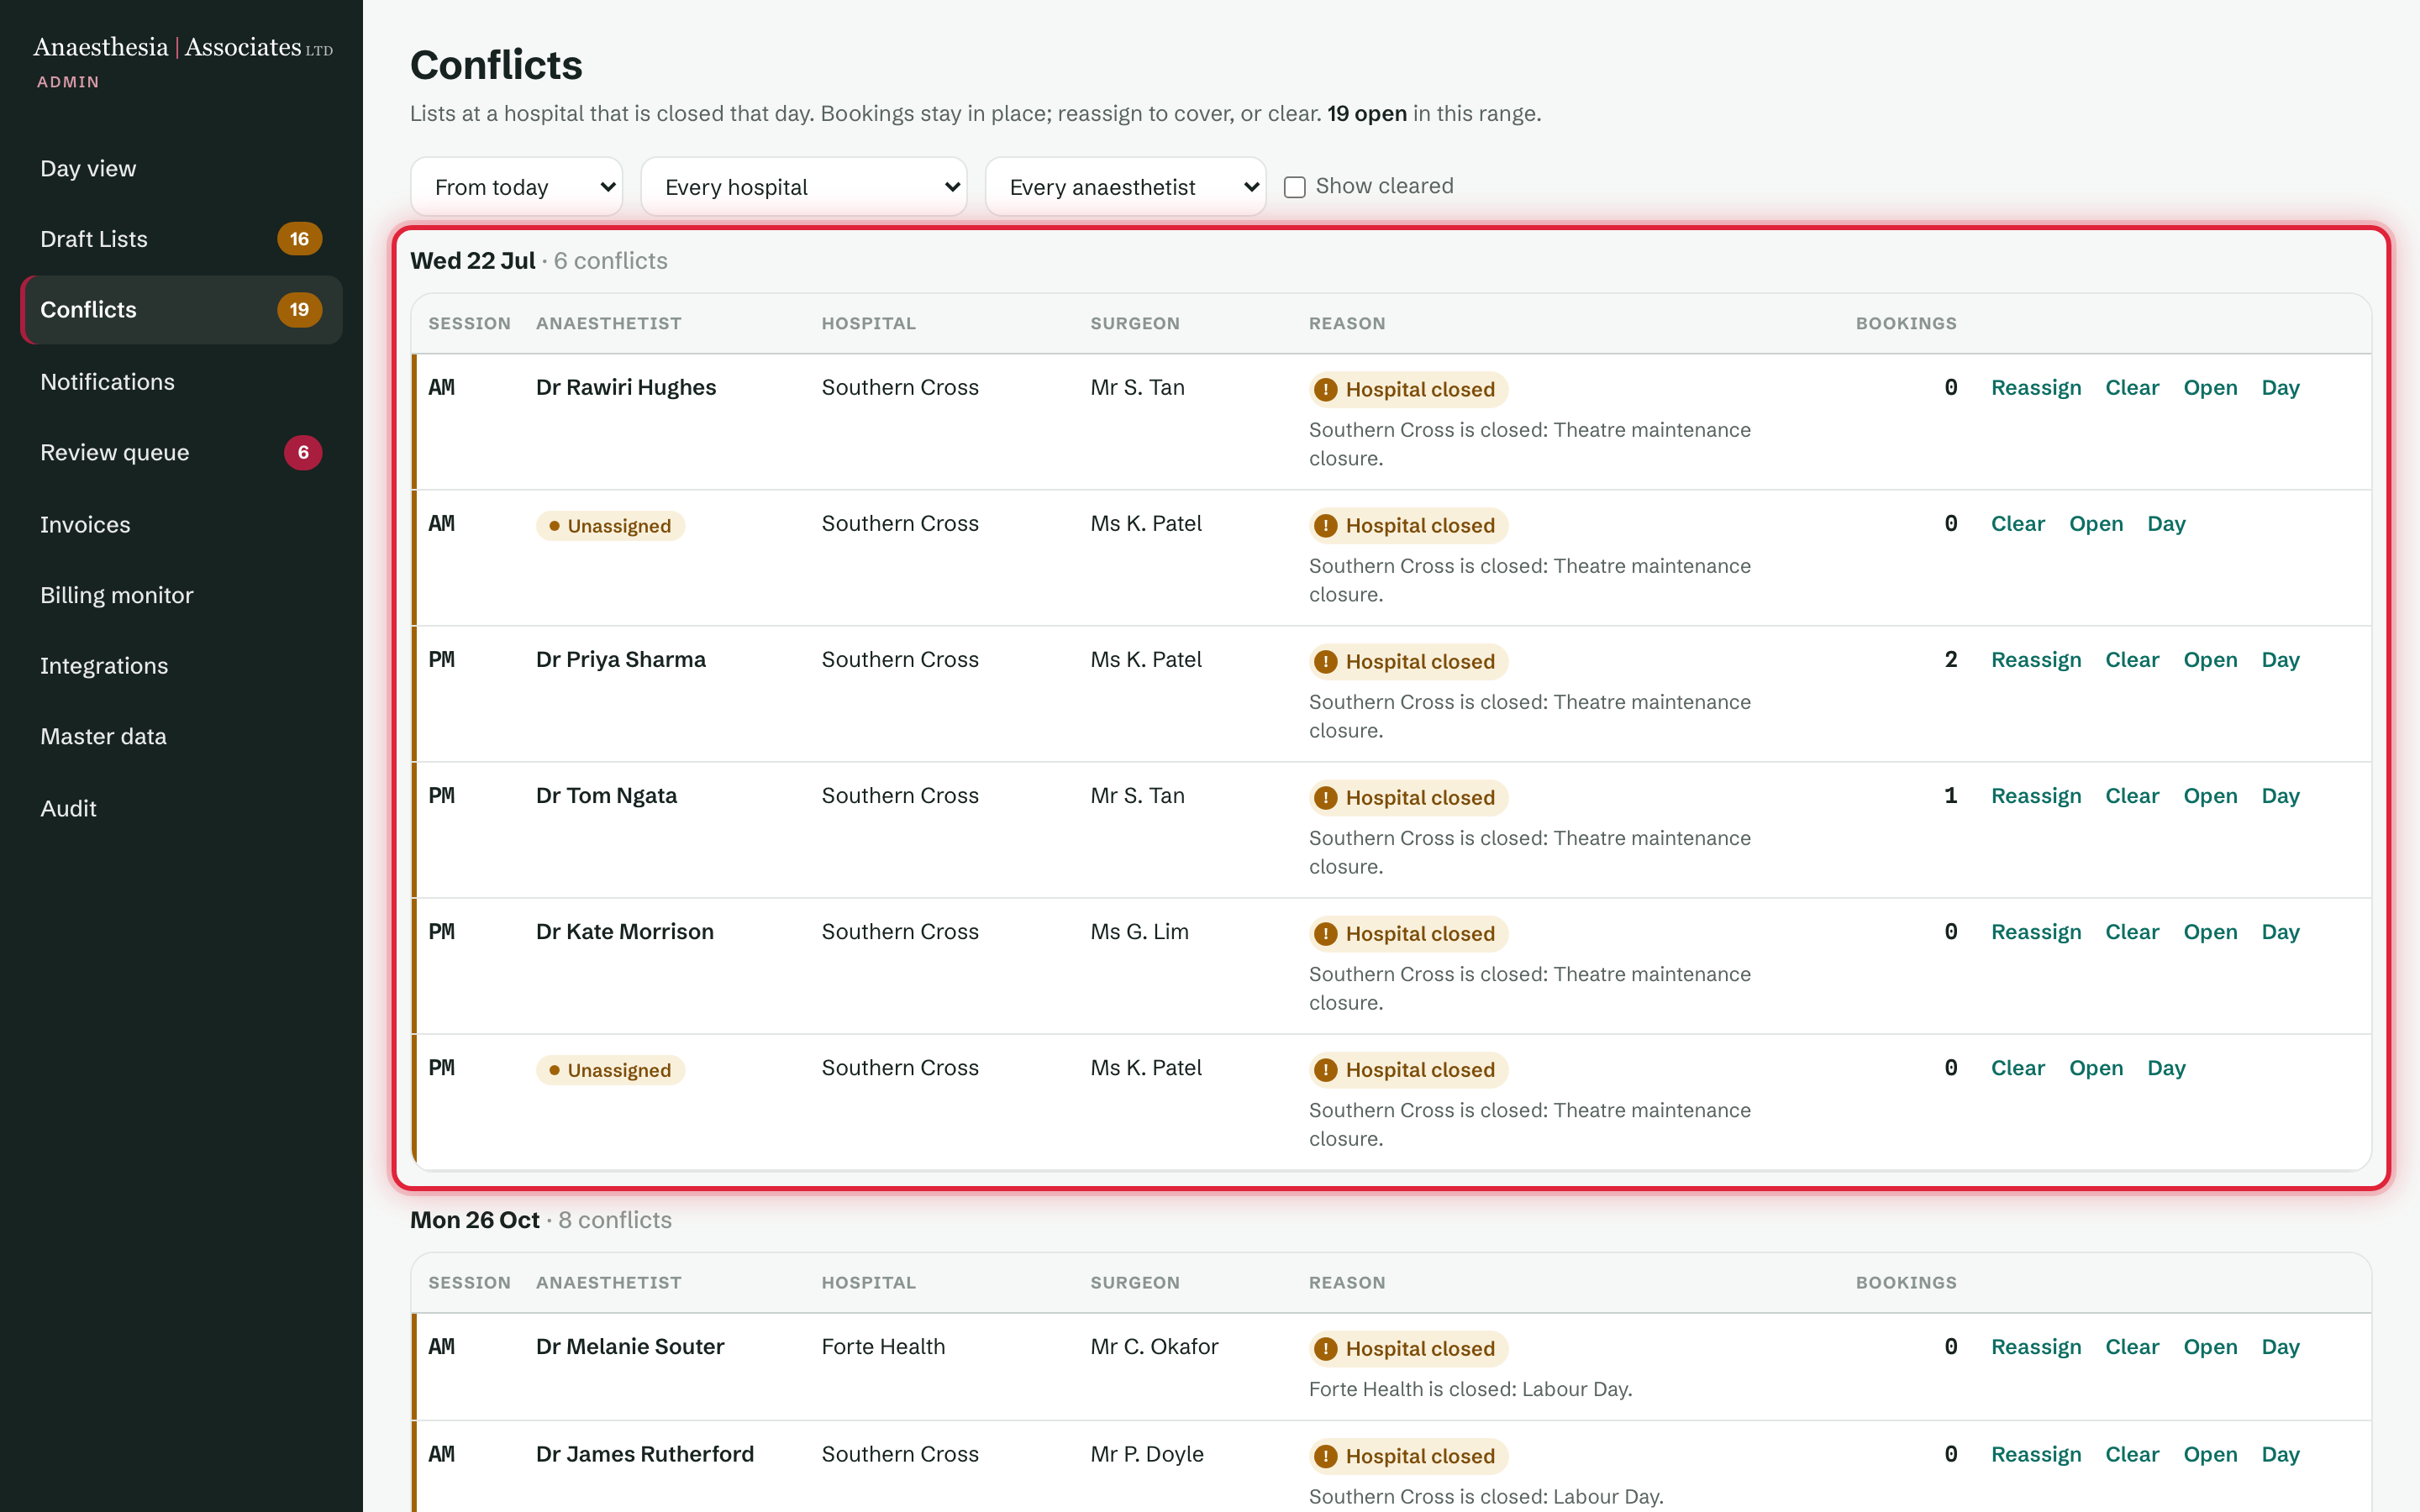 Anaesthesia | Associates LTD
ADMIN
Day view
Draft Lists 16
Conflicts 19
Notifications
Review queue 6
Invoices
Billing monitor
Integrations
Master data
Audit
Conflicts
Lists at a hospital that is closed that day. Bookings stay in place; reassign to cover, or clear. 19 open in this range.
From today Every hospital Every anaesthetist Show cleared
Wed 22 Jul · 6 conflicts
SESSION ANAESTHETIST HOSPITAL SURGEON REASON BOOKINGS
AM Dr Rawiri Hughes Southern Cross Mr S. Tan ! Hospital closed 0 Reassign Clear Open Day
Southern Cross is closed: Theatre maintenance
closure.
AM Unassigned Southern Cross Ms K. Patel ! Hospital closed 0 Clear Open Day
Southern Cross is closed: Theatre maintenance
closure.
PM Dr Priya Sharma Southern Cross Ms K. Patel ! Hospital closed 2 Reassign Clear Open Day
Southern Cross is closed: Theatre maintenance
closure.
PM Dr Tom Ngata Southern Cross Mr S. Tan ! Hospital closed 1 Reassign Clear Open Day
Southern Cross is closed: Theatre maintenance
closure.
PM Dr Kate Morrison Southern Cross Ms G. Lim ! Hospital closed 0 Reassign Clear Open Day
Southern Cross is closed: Theatre maintenance
closure.
PM Unassigned Southern Cross Ms K. Patel ! Hospital closed 0 Clear Open Day
Southern Cross is closed: Theatre maintenance
closure.
Mon 26 Oct · 8 conflicts
SESSION ANAESTHETIST HOSPITAL SURGEON REASON BOOKINGS
AM Dr Melanie Souter Forte Health Mr C. Okafor ! Hospital closed 0 Reassign Clear Open Day
Forte Health is closed: Labour Day.
AM Dr James Rutherford Southern Cross Mr P. Doyle ! Hospital closed 0 Reassign Clear Open Day
Southern Cross is closed: Labour Day.